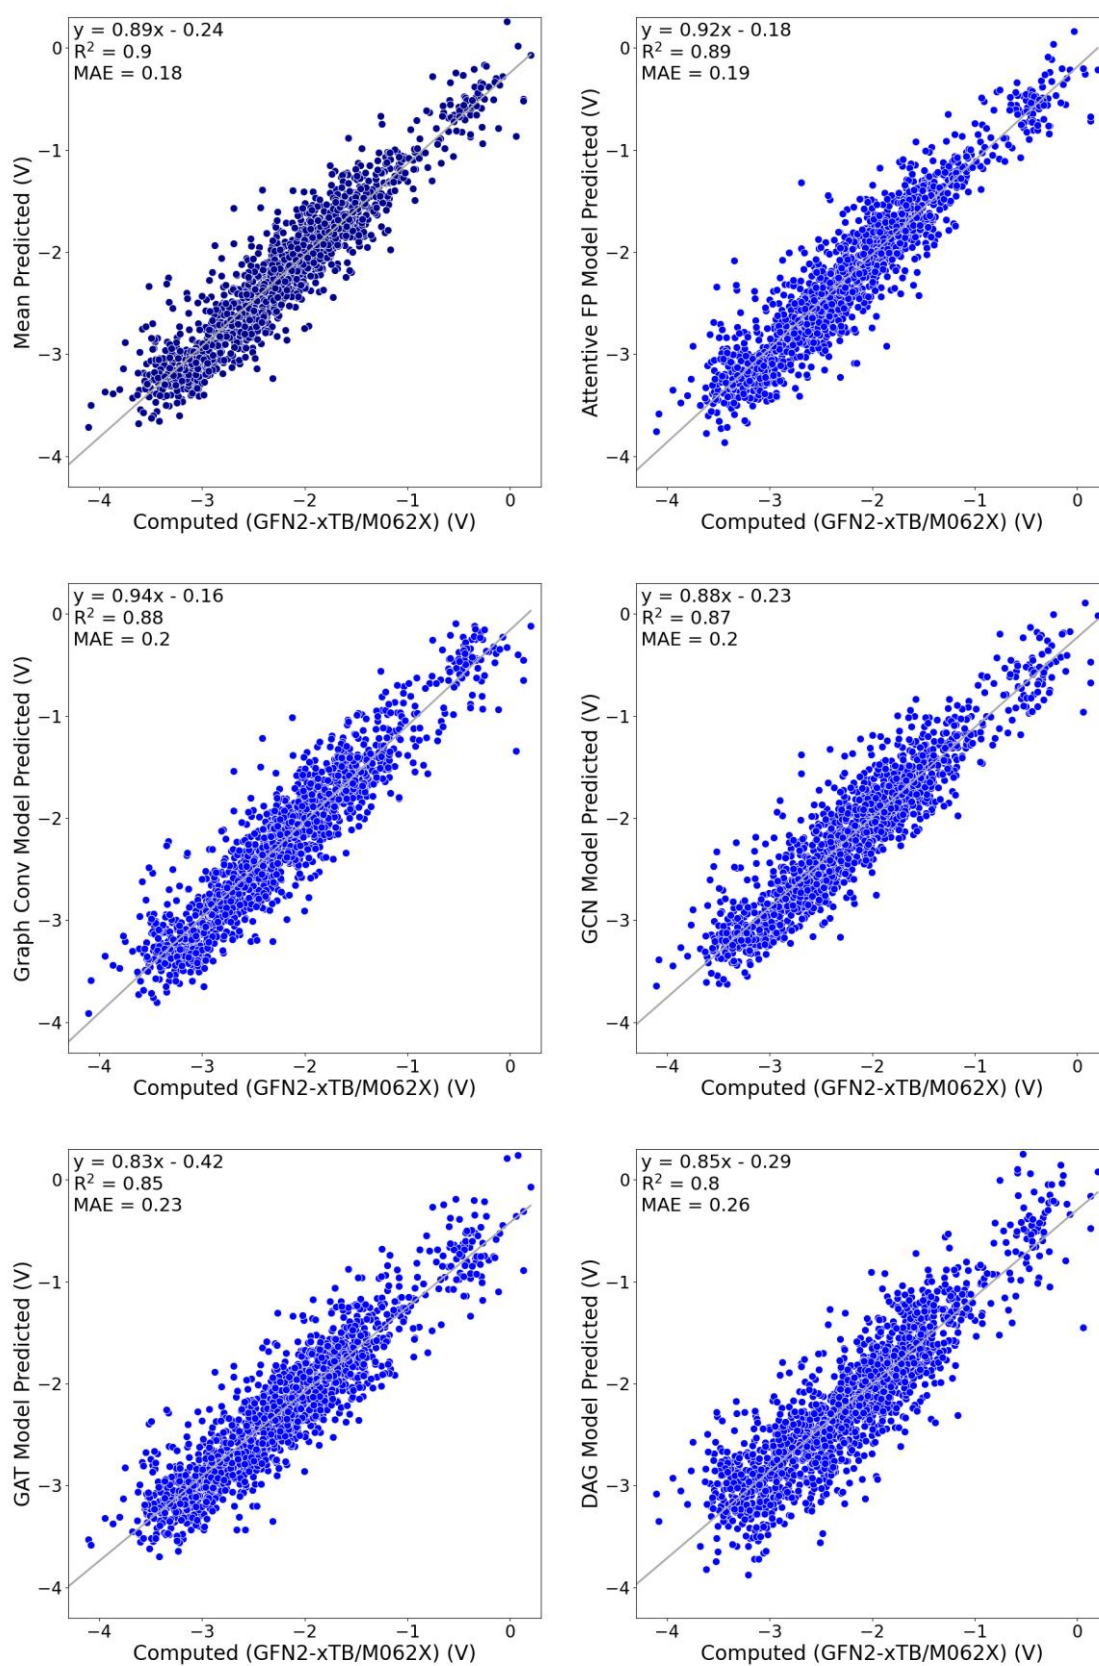 y = 0.89x - 0.24
R² = 0.9
MAE = 0.18
0
−1
−2
−3
−4
Mean Predicted (V)
−4 −3 −2 −1 0
Computed (GFN2-xTB/M062X) (V)
y = 0.92x - 0.18
R² = 0.89
MAE = 0.19
0
−1
−2
−3
−4
Attentive FP Model Predicted (V)
−4 −3 −2 −1 0
Computed (GFN2-xTB/M062X) (V)
y = 0.94x - 0.16
R² = 0.88
MAE = 0.2
0
−1
−2
−3
−4
Graph Conv Model Predicted (V)
−4 −3 −2 −1 0
Computed (GFN2-xTB/M062X) (V)
y = 0.88x - 0.23
R² = 0.87
MAE = 0.2
0
−1
−2
−3
−4
GCN Model Predicted (V)
−4 −3 −2 −1 0
Computed (GFN2-xTB/M062X) (V)
y = 0.83x - 0.42
R² = 0.85
MAE = 0.23
0
−1
−2
−3
−4
GAT Model Predicted (V)
−4 −3 −2 −1 0
Computed (GFN2-xTB/M062X) (V)
y = 0.85x - 0.29
R² = 0.8
MAE = 0.26
0
−1
−2
−3
−4
DAG Model Predicted (V)
−4 −3 −2 −1 0
Computed (GFN2-xTB/M062X) (V)